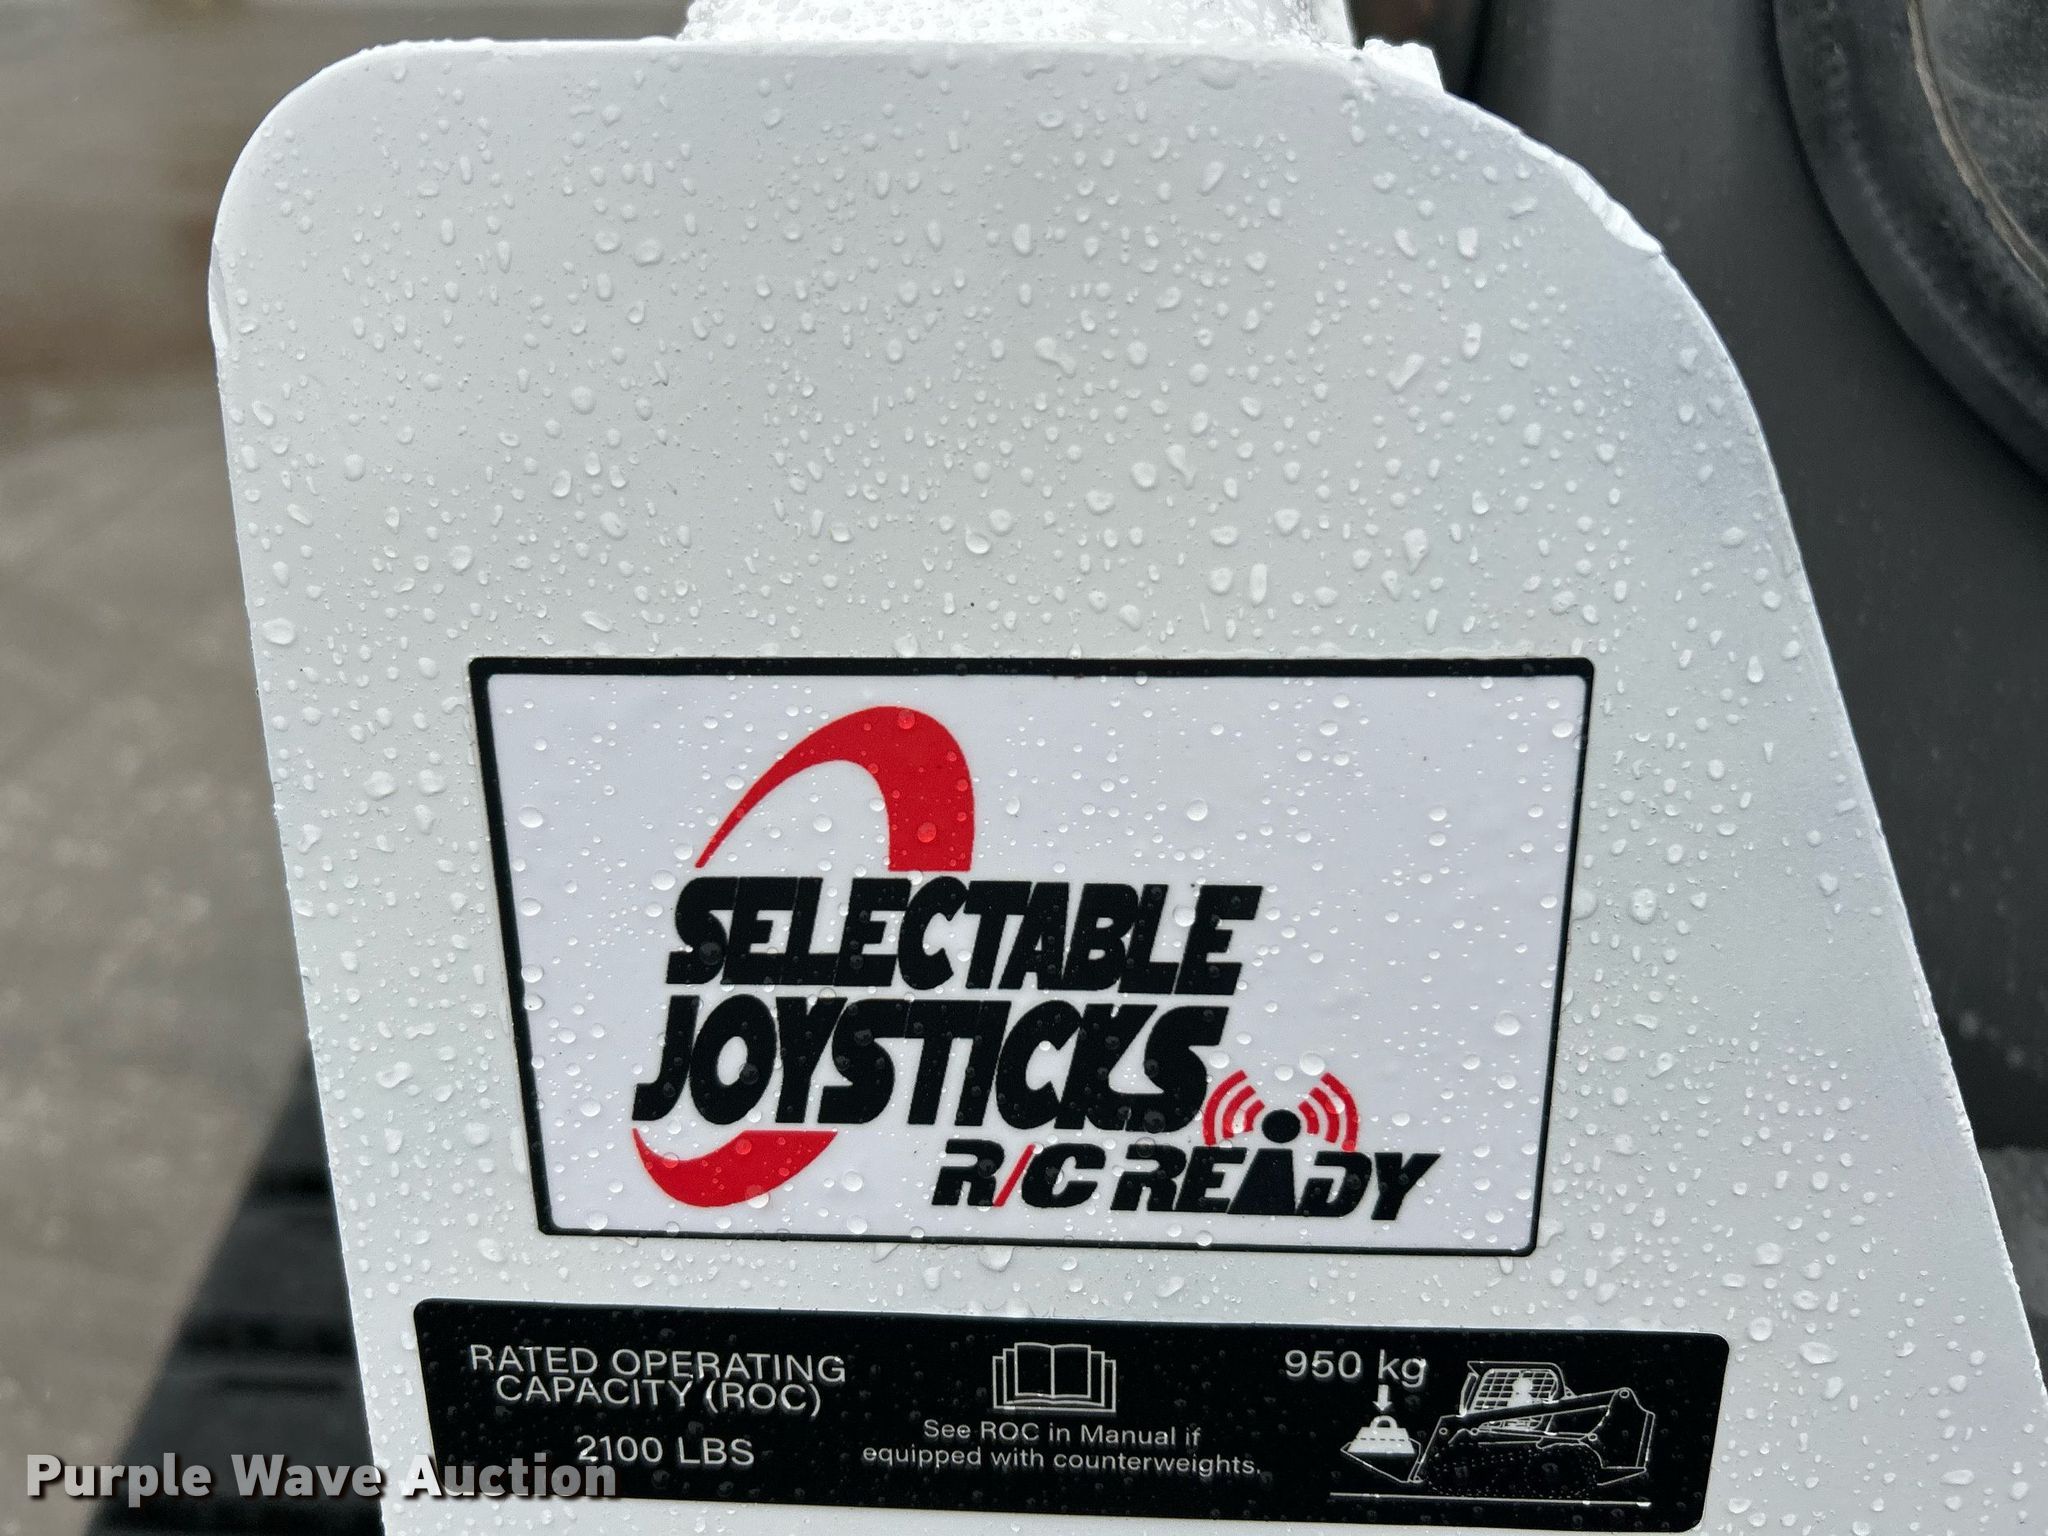 SELECTABLE
JOYSTICKS
R/C READY
RATED OPERATING
CAPACITY (ROC)
2100 LBS
See ROC in Manual if
equipped with counterweights.
950 kg
Purple Wave Auction